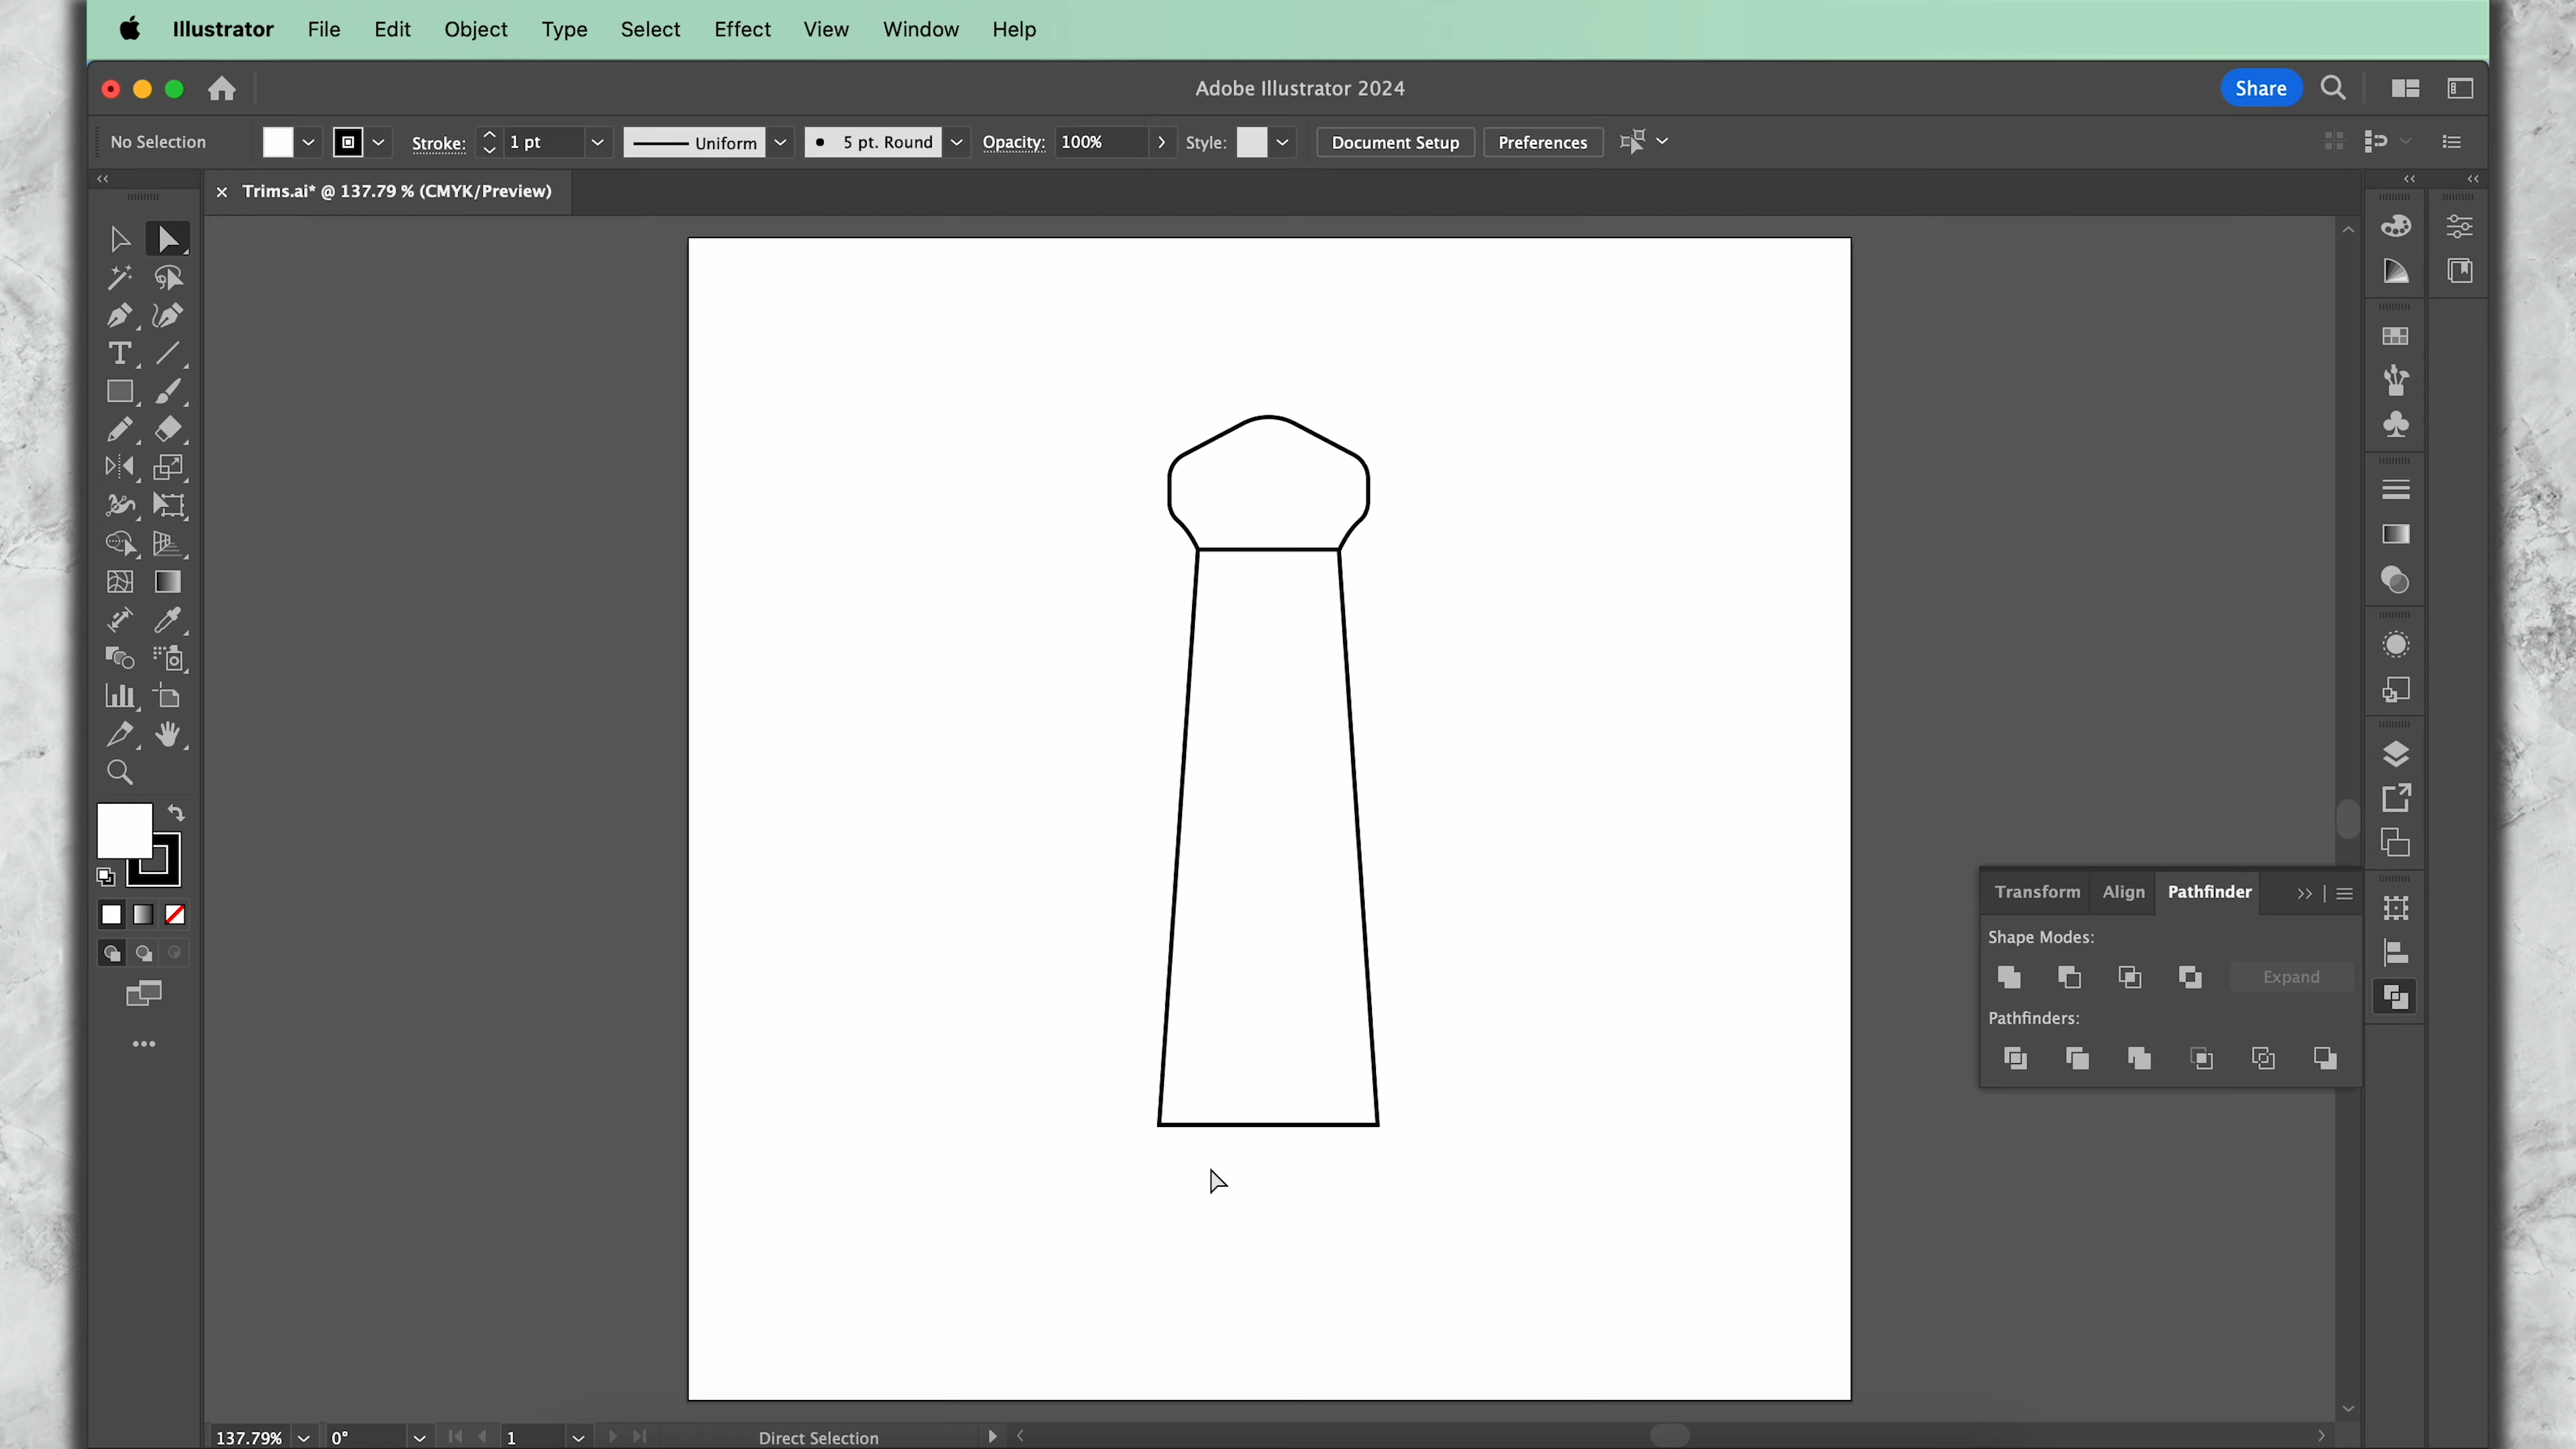 Illustrator File Edit Object Type Select Effect View Window Help
Adobe Illustrator 2024
Share
No Selection Stroke: 1 pt Uniform 5 pt. Round Opacity: 100% Style: Document Setup Preferences
Trims.ai* @ 137.79 % (CMYK/Preview)
Transform Align Pathfinder
Shape Modes:
Expand
Pathfinders:
137.79% 0° 1 Direct Selection